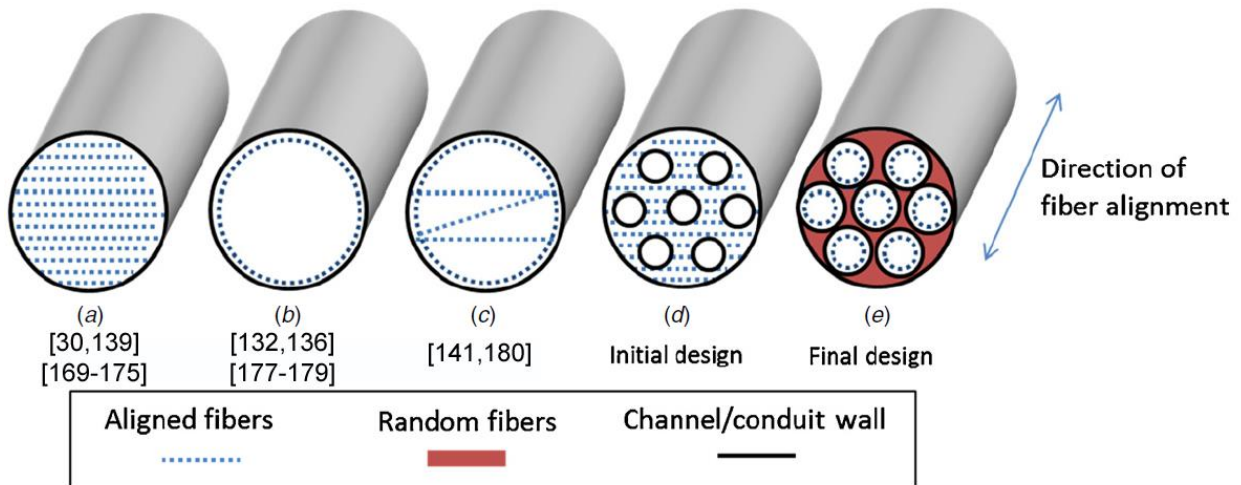 Direction of
fiber alignment
(a)
(b)
(c)
(d)
(e)
[30,139]
[169-175]
[132,136]
[177-179]
[141,180]
Initial design
Final design
Aligned fibers
Random fibers
Channel/conduit wall